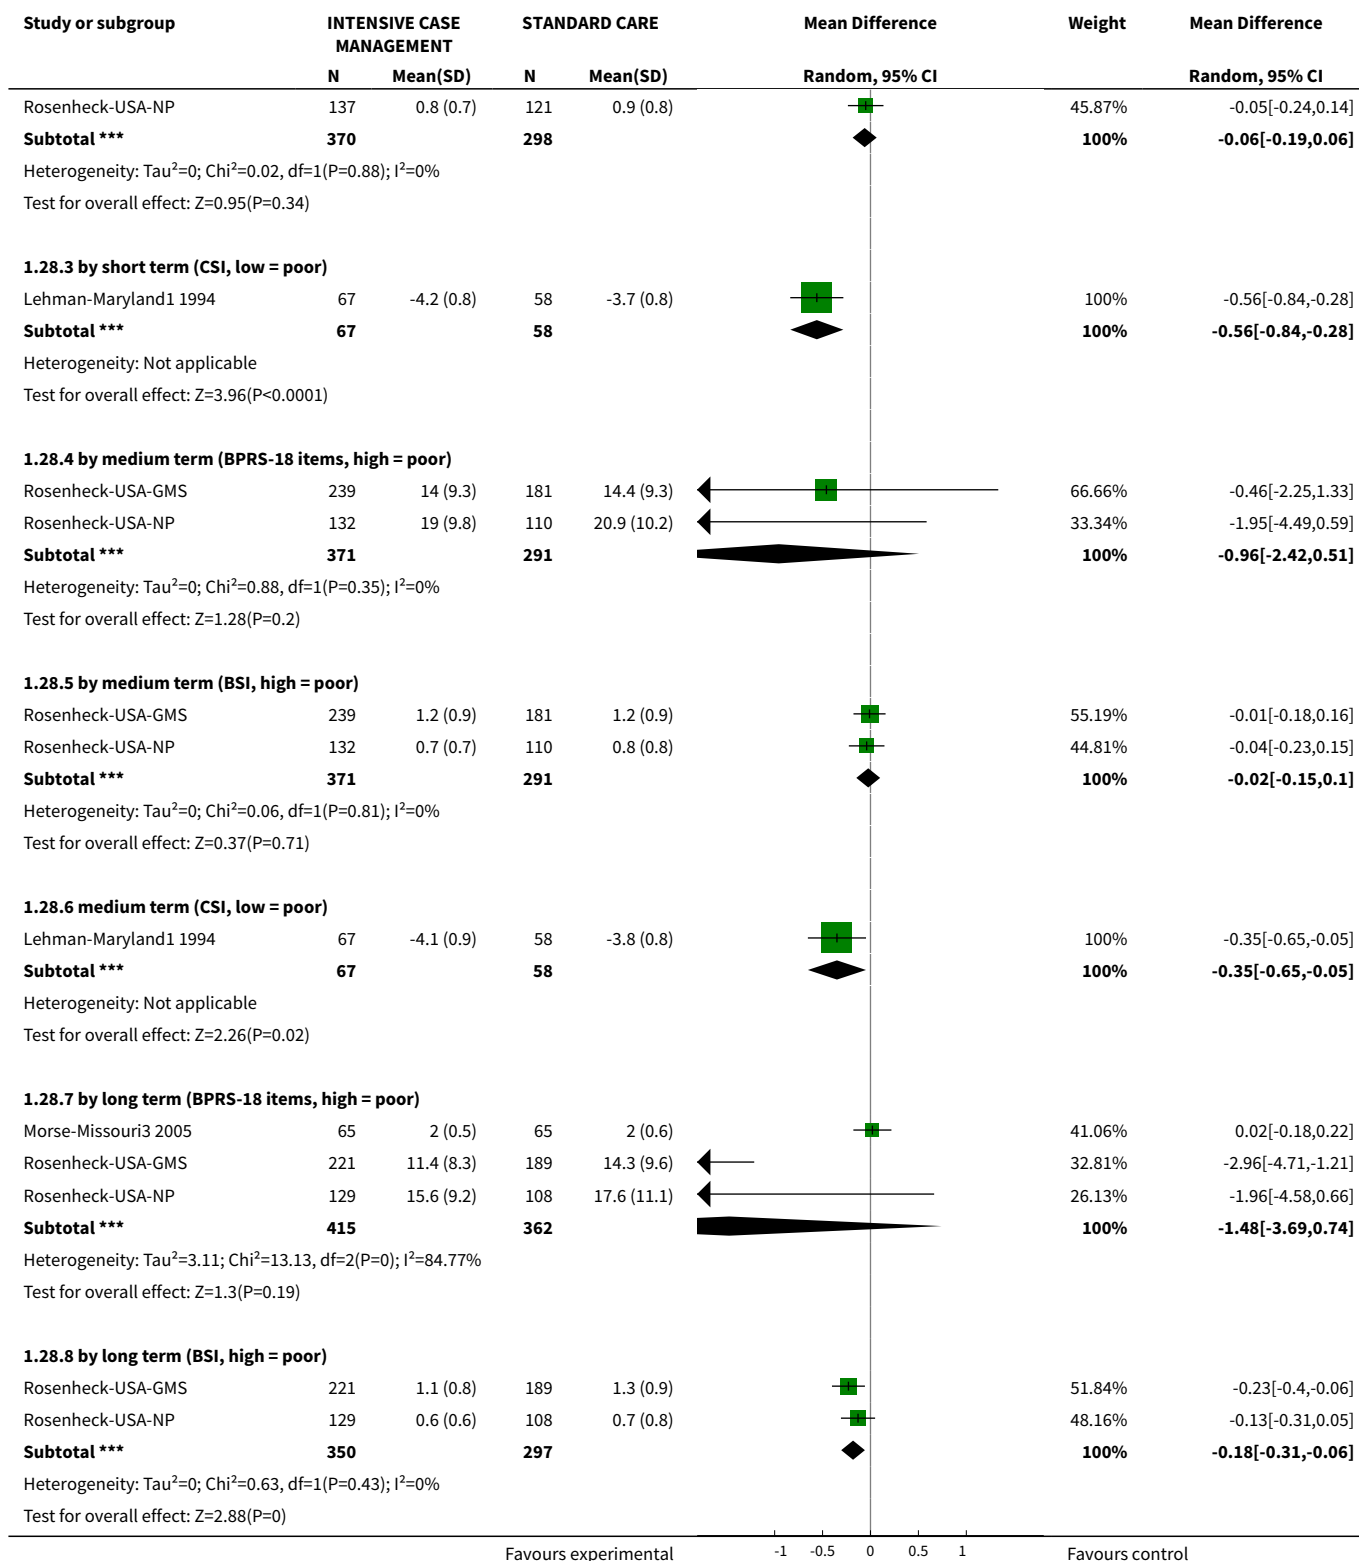 Study or subgroup INTENSIVE CASE MANAGEMENT STANDARD CARE Mean Difference Weight Mean Difference
N Mean(SD) N Mean(SD) Random, 95% CI Random, 95% CI
Rosenheck-USA-NP 137 0.8 (0.7) 121 0.9 (0.8) 45.87% -0.05[-0.24,0.14]
Subtotal *** 370 298 100% -0.06[-0.19,0.06]
Heterogeneity: Tau²=0; Chi²=0.02, df=1(P=0.88); I²=0%
Test for overall effect: Z=0.95(P=0.34)
1.28.3 by short term (CSI, low = poor)
Lehman-Maryland1 1994 67 -4.2 (0.8) 58 -3.7 (0.8) 100% -0.56[-0.84,-0.28]
Subtotal *** 67 58 100% -0.56[-0.84,-0.28]
Heterogeneity: Not applicable
Test for overall effect: Z=3.96(P<0.0001)
1.28.4 by medium term (BPRS-18 items, high = poor)
Rosenheck-USA-GMS 239 14 (9.3) 181 14.4 (9.3) 66.66% -0.46[-2.25,1.33]
Rosenheck-USA-NP 132 19 (9.8) 110 20.9 (10.2) 33.34% -1.95[-4.49,0.59]
Subtotal *** 371 291 100% -0.96[-2.42,0.51]
Heterogeneity: Tau²=0; Chi²=0.88, df=1(P=0.35); I²=0%
Test for overall effect: Z=1.28(P=0.2)
1.28.5 by medium term (BSI, high = poor)
Rosenheck-USA-GMS 239 1.2 (0.9) 181 1.2 (0.9) 55.19% -0.01[-0.18,0.16]
Rosenheck-USA-NP 132 0.7 (0.7) 110 0.8 (0.8) 44.81% -0.04[-0.23,0.15]
Subtotal *** 371 291 100% -0.02[-0.15,0.1]
Heterogeneity: Tau²=0; Chi²=0.06, df=1(P=0.81); I²=0%
Test for overall effect: Z=0.37(P=0.71)
1.28.6 medium term (CSI, low = poor)
Lehman-Maryland1 1994 67 -4.1 (0.9) 58 -3.8 (0.8) 100% -0.35[-0.65,-0.05]
Subtotal *** 67 58 100% -0.35[-0.65,-0.05]
Heterogeneity: Not applicable
Test for overall effect: Z=2.26(P=0.02)
1.28.7 by long term (BPRS-18 items, high = poor)
Morse-Missouri3 2005 65 2 (0.5) 65 2 (0.6) 41.06% 0.02[-0.18,0.22]
Rosenheck-USA-GMS 221 11.4 (8.3) 189 14.3 (9.6) 32.81% -2.96[-4.71,-1.21]
Rosenheck-USA-NP 129 15.6 (9.2) 108 17.6 (11.1) 26.13% -1.96[-4.58,0.66]
Subtotal *** 415 362 100% -1.48[-3.69,0.74]
Heterogeneity: Tau²=3.11; Chi²=13.13, df=2(P=0); I²=84.77%
Test for overall effect: Z=1.3(P=0.19)
1.28.8 by long term (BSI, high = poor)
Rosenheck-USA-GMS 221 1.1 (0.8) 189 1.3 (0.9) 51.84% -0.23[-0.4,-0.06]
Rosenheck-USA-NP 129 0.6 (0.6) 108 0.7 (0.8) 48.16% -0.13[-0.31,0.05]
Subtotal *** 350 297 100% -0.18[-0.31,-0.06]
Heterogeneity: Tau²=0; Chi²=0.63, df=1(P=0.43); I²=0%
Test for overall effect: Z=2.88(P=0)
Favours experimental -1 -0.5 0 0.5 1 Favours control